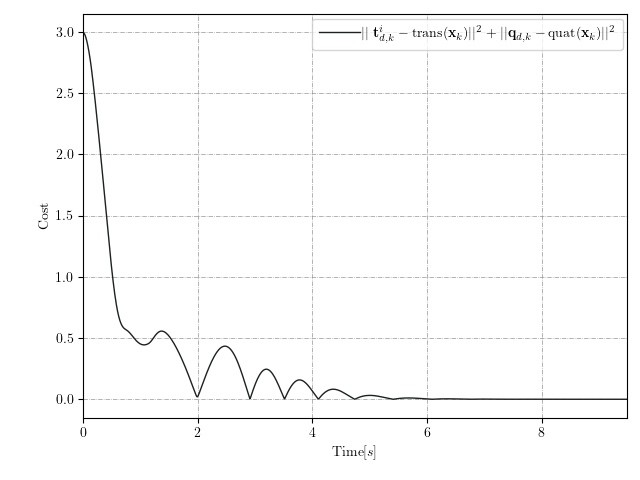 || t^i_{d,k} − trans(x_k)||^2 + ||q_{d,k} − quat(x_k)||^2
3.0
2.5
2.0
1.5
1.0
0.5
0.0
Cost
0 2 4 6 8
Time[s]